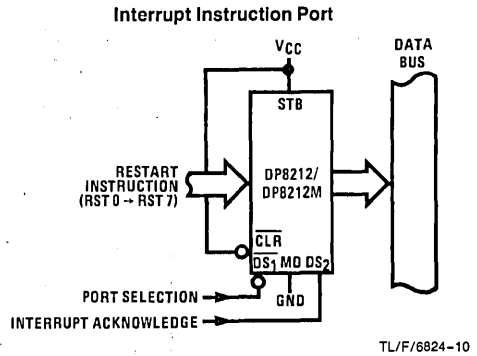 Interrupt Instruction Port
VCC
DATA
BUS
STB
RESTART
INSTRUCTION
(RST 0 → RST 7)
DP8212/
DP8212M
CLR
DS1 MD DS2
PORT SELECTION
GND
INTERRUPT ACKNOWLEDGE
TL/F/6824-10